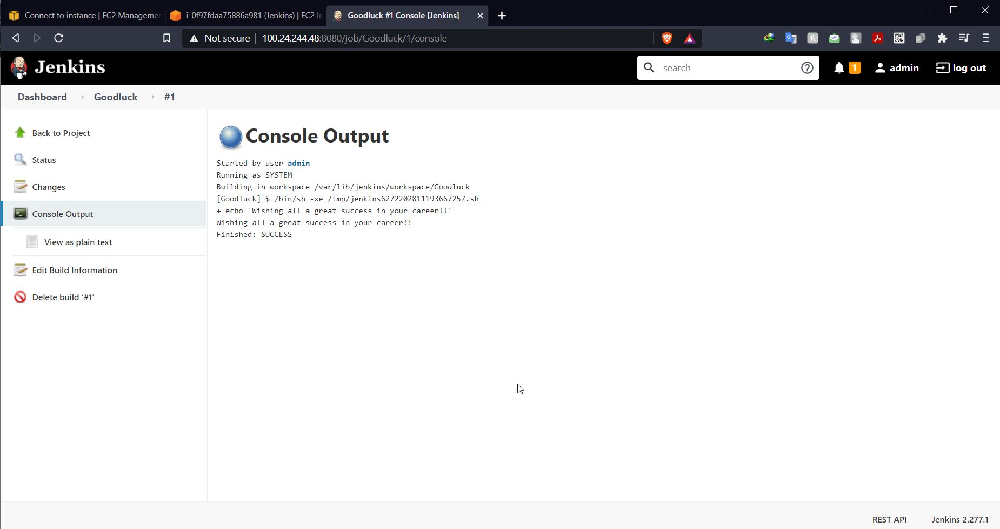 Connect to instance | EC2 Managemen
i-0f97fdaa75886a981 (Jenkins) | EC2 In
Goodluck #1 Console [Jenkins]
Not secure
100.24.244.48:8080/job/Goodluck/1/console
Jenkins
search
1
admin
log out
Dashboard
Goodluck
#1
Back to Project
Status
Changes
Console Output
View as plain text
Edit Build Information
Delete build ‘#1’
Console Output
Started by user admin
Running as SYSTEM
Building in workspace /var/lib/jenkins/workspace/Goodluck
[Goodluck] $ /bin/sh -xe /tmp/jenkins6272202811193667257.sh
+ echo 'Wishing all a great success in your career!!'
Wishing all a great success in your career!!
Finished: SUCCESS
REST API
Jenkins 2.277.1